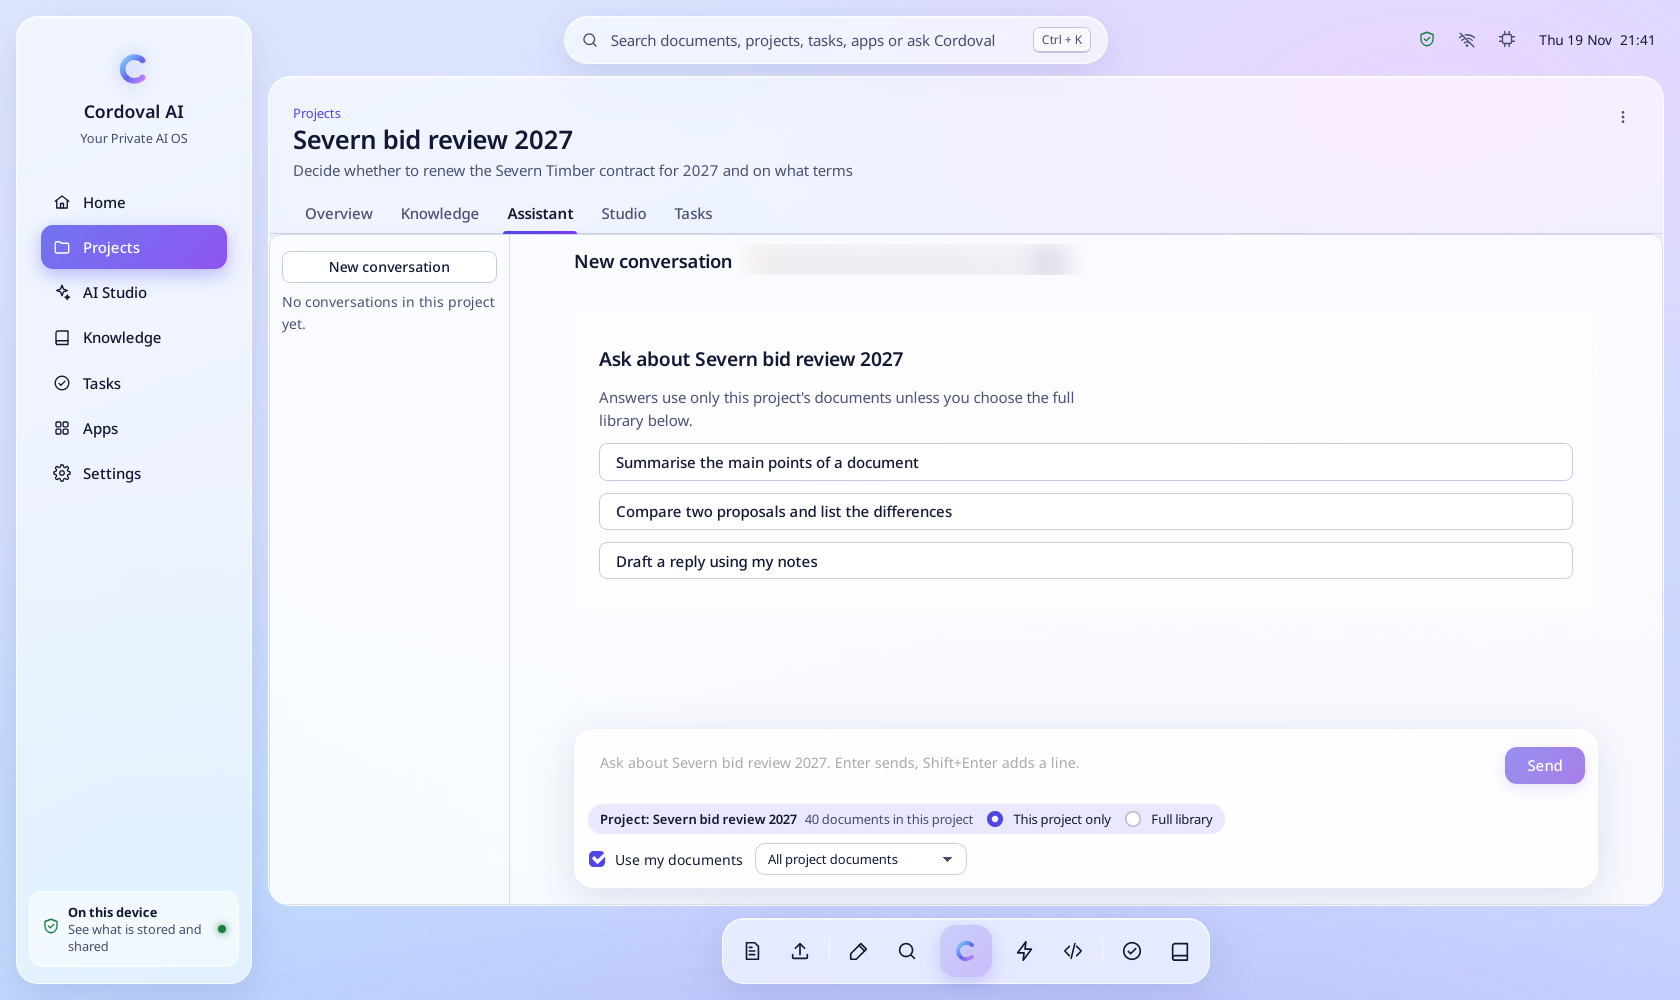 Cordoval AI
Your Private AI OS
Home
Projects
AI Studio
Knowledge
Tasks
Apps
Settings
On this device
See what is stored and
shared
Search documents, projects, tasks, apps or ask Cordoval
Ctrl + K
Thu 19 Nov 21:41
Projects
Severn bid review 2027
Decide whether to renew the Severn Timber contract for 2027 and on what terms
Overview
Knowledge
Assistant
Studio
Tasks
New conversation
No conversations in this project
yet.
New conversation
Ask about Severn bid review 2027
Answers use only this project's documents unless you choose the full
library below.
Summarise the main points of a document
Compare two proposals and list the differences
Draft a reply using my notes
Ask about Severn bid review 2027. Enter sends, Shift+Enter adds a line.
Send
Project: Severn bid review 2027 40 documents in this project This project only Full library
Use my documents All project documents